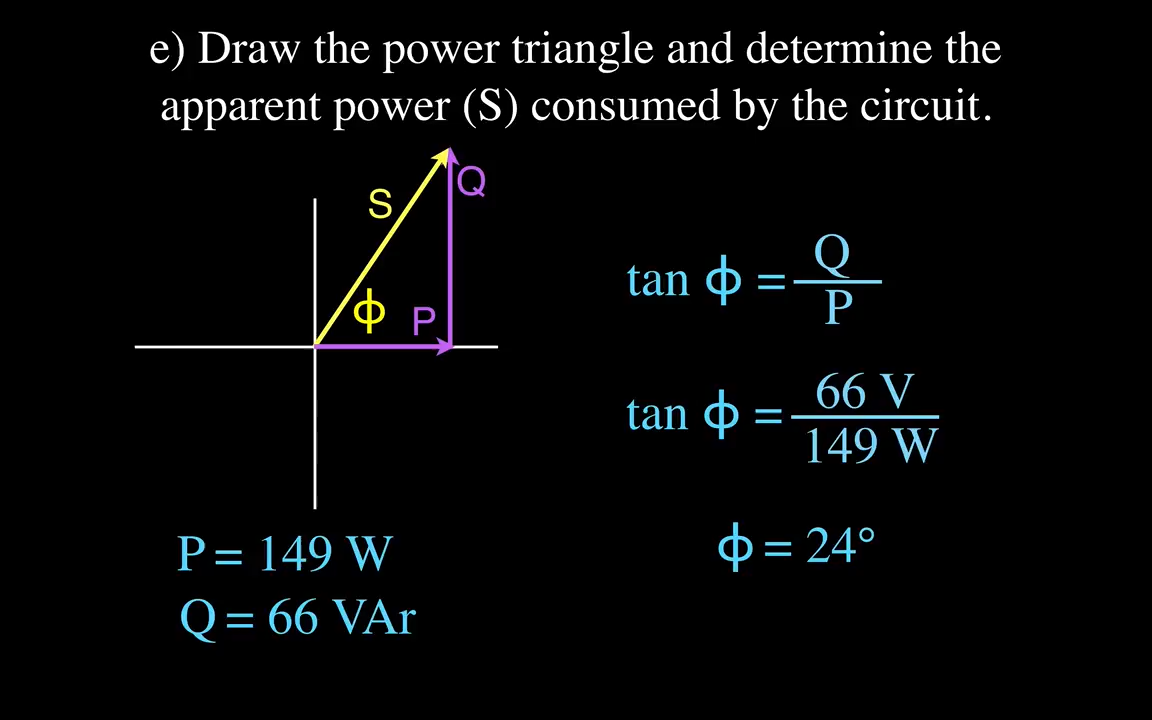 e) Draw the power triangle and determine the
apparent power (S) consumed by the circuit.
Q
S
ϕ
P
tan ϕ = Q
P
tan ϕ = 66 V
149 W
ϕ = 24°
P = 149 W
Q = 66 VAr